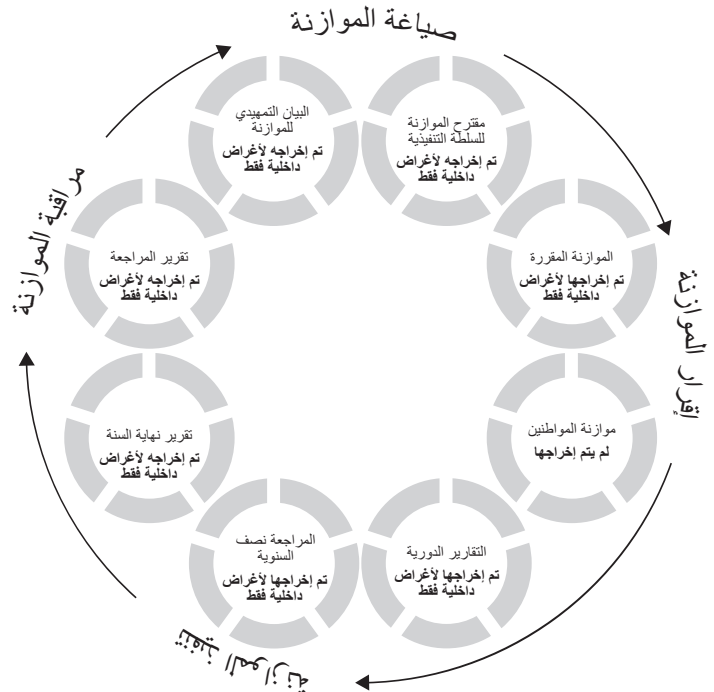 صياغة الموازنة
البيان التمهيدي
للموازنة
تم إخراجه لأغراض
داخلية فقط
مقترح الموازنة
للسلطة التنفيذية
تم إخراجه لأغراض
داخلية فقط
الموازنة المقررة
تم إخراجها لأغراض
داخلية فقط
إقرار الموازنة
موازنة المواطنين
لم يتم إخراجها
التقارير الدورية
تم إخراجها لأغراض
داخلية فقط
المراجعة نصف
السنوية
تم إخراجها لأغراض
داخلية فقط
تنفيذ الموازنة
تقرير نهاية السنة
تم إخراجه لأغراض
داخلية فقط
تقرير المراجعة
تم إخراجه لأغراض
داخلية فقط
مراقبة الموازنة